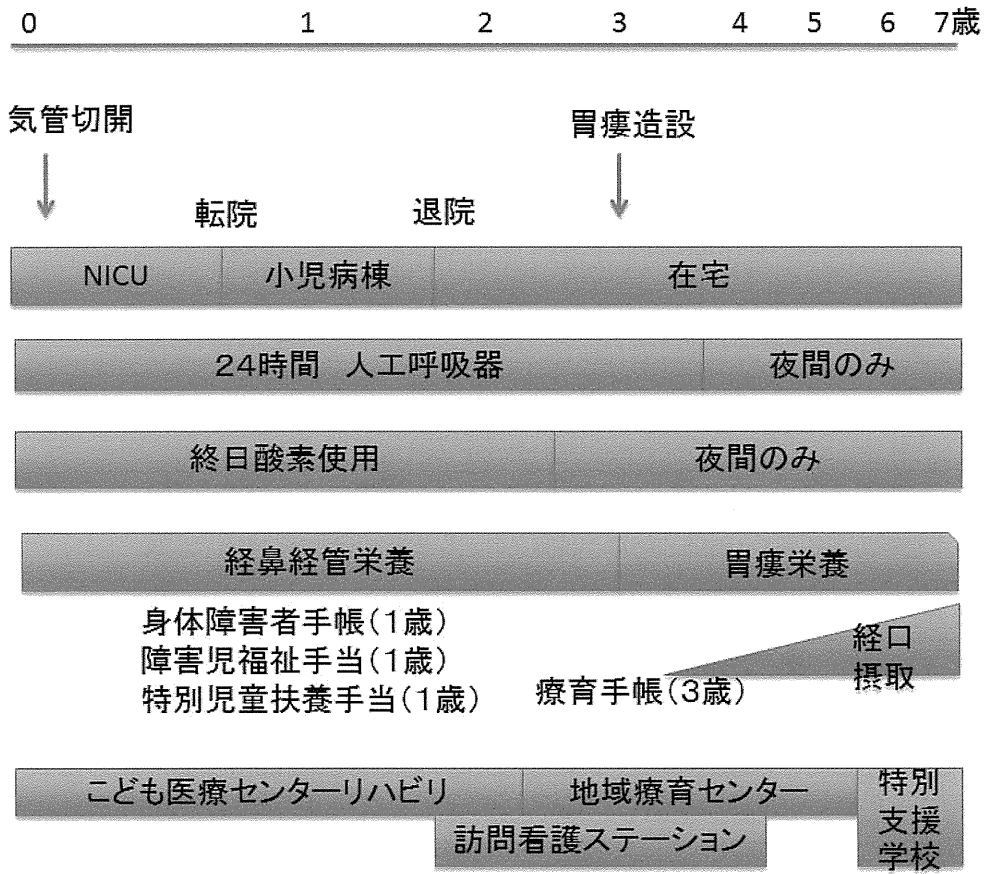 0 1 2 3 4 5 6 7歳
気管切開
胃瘻造設
転院
退院
NICU 小児病棟 在宅
24時間 人工呼吸器 夜間のみ
終日酸素使用 夜間のみ
経鼻経管栄養 胃瘻栄養
身体障害者手帳(1歳)
障害児福祉手当(1歳)
特別児童扶養手当(1歳)
療育手帳(3歳)
経口
摂取
こども医療センターリハビリ 地域療育センター
訪問看護ステーション
特別
支援
学校